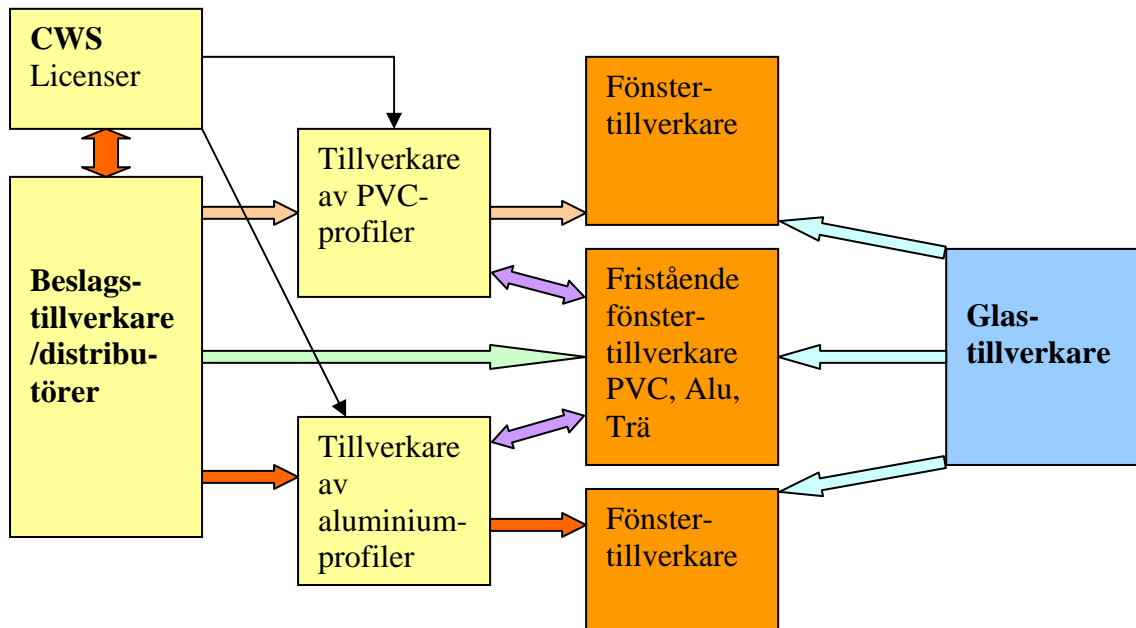 CWS
Licenser
Beslags-
tillverkare
/distribu-
törer
Tillverkare
av PVC-
profiler
Tillverkare
av
aluminium-
profiler
Fönster-
tillverkare
Fristående
fönster-
tillverkare
PVC, Alu,
Trä
Fönster-
tillverkare
Glas-
tillverkare